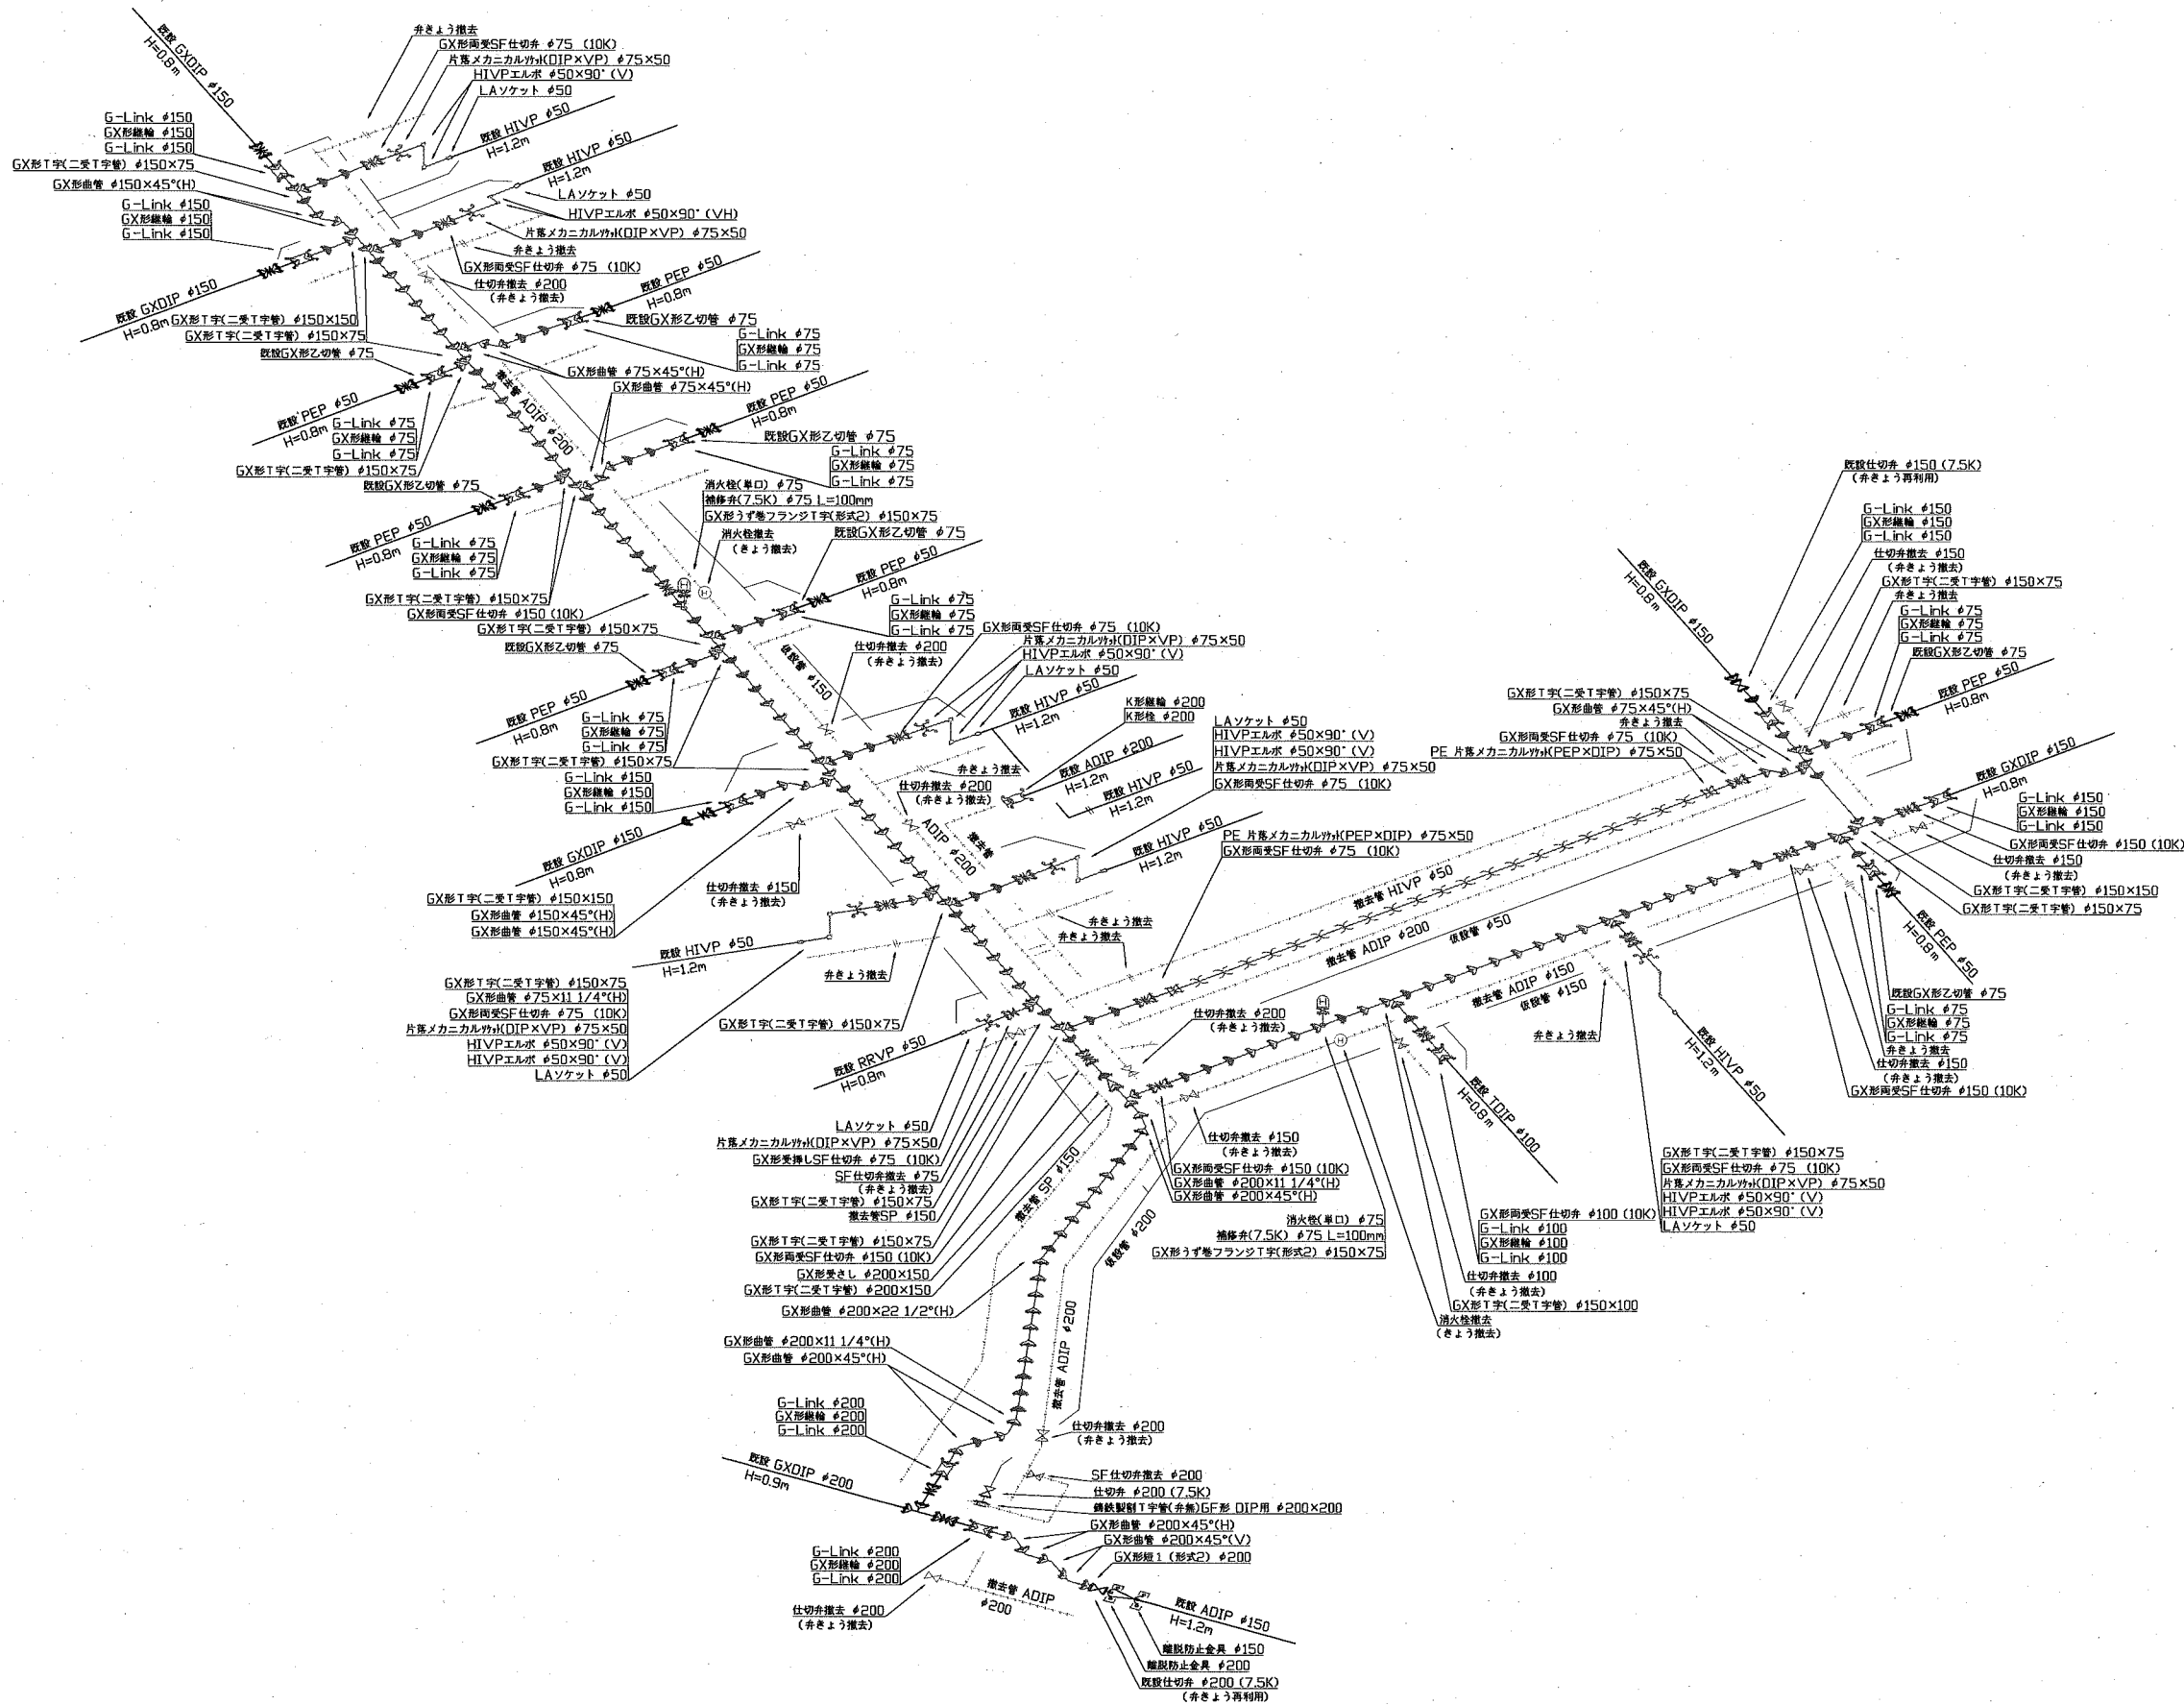 既設 GXDIP φ150
H=0.8m
弁きょう撤去
GX形両受SF仕切弁 φ75 (10K)
片落メカニカルソケット(DIP×VP) φ75×50
HIVPエルボ φ50×90°(V)
LAソケット φ50
既設 HIVP φ50
H=1.2m
G-Link φ150
GX形継輪 φ150
G-Link φ150
GX形T字(二受T字管) φ150×75
GX形曲管 φ150×45°(H)
G-Link φ150
GX形継輪 φ150
G-Link φ150
既設 HIVP φ50
H=1.2m
LAソケット φ50
HIVPエルボ φ50×90°(VH)
片落メカニカルソケット(DIP×VP) φ75×50
弁きょう撤去
GX形両受SF仕切弁 φ75 (10K)
仕切弁撤去 φ200
(弁きょう撤去)
既設 GXDIP φ150
H=0.8m
GX形T字(二受T字管) φ150×150
GX形T字(二受T字管) φ150×75
既設GX形乙切管 φ75
既設 PEP φ50
H=0.8m
既設GX形乙切管 φ75
G-Link φ75
GX形継輪 φ75
G-Link φ75
GX形曲管 φ75×45°(H)
GX形曲管 φ75×45°(H)
撤去管 ADIP φ200
既設 PEP φ50
H=0.8m
G-Link φ75
GX形継輪 φ75
G-Link φ75
GX形T字(二受T字管) φ150×75
既設GX形乙切管 φ75
既設 PEP φ50
H=0.8m
既設GX形乙切管 φ75
G-Link φ75
GX形継輪 φ75
G-Link φ75
消火栓(単口) φ75
補修弁(7.5K) φ75 L=100mm
GX形うず巻フランジT字(形式2) φ150×75
消火栓撤去
(きょう撤去)
既設GX形乙切管 φ75
既設 PEP φ50
H=0.8m
既設 PEP φ50
H=0.8m
G-Link φ75
GX形継輪 φ75
G-Link φ75
GX形T字(二受T字管) φ150×75
GX形両受SF仕切弁 φ150 (10K)
GX形T字(二受T字管) φ150×75
既設GX形乙切管 φ75
G-Link φ75
GX形継輪 φ75
G-Link φ75
仮設管 φ150
仕切弁撤去 φ200
(弁きょう撤去)
GX形両受SF仕切弁 φ75 (10K)
片落メカニカルソケット(DIP×VP) φ75×50
HIVPエルボ φ50×90°(V)
LAソケット φ50
既設 HIVP φ50
H=1.2m
既設 PEP φ50
H=0.8m
G-Link φ75
GX形継輪 φ75
G-Link φ75
GX形T字(二受T字管) φ150×75
G-Link φ150
GX形継輪 φ150
G-Link φ150
既設 GXDIP φ150
H=0.8m
K形継輪 φ200
K形栓 φ200
既設 ADIP φ200
H=1.2m
既設 HIVP φ50
H=1.2m
弁きょう撤去
仕切弁撤去 φ200
(弁きょう撤去)
ADIP φ200
撤去管
LAソケット φ50
HIVPエルボ φ50×90°(V)
HIVPエルボ φ50×90°(V)
片落メカニカルソケット(DIP×VP) φ75×50
GX形両受SF仕切弁 φ75 (10K)
既設 HIVP φ50
H=1.2m
PE 片落メカニカルソケット(PEP×DIP) φ75×50
GX形両受SF仕切弁 φ75 (10K)
仕切弁撤去 φ150
(弁きょう撤去)
GX形T字(二受T字管) φ150×150
GX形曲管 φ150×45°(H)
GX形曲管 φ150×45°(H)
既設 HIVP φ50
H=1.2m
弁きょう撤去
弁きょう撤去
弁きょう撤去
GX形T字(二受T字管) φ150×75
GX形曲管 φ75×11 1/4°(H)
GX形両受SF仕切弁 φ75 (10K)
片落メカニカルソケット(DIP×VP) φ75×50
HIVPエルボ φ50×90°(V)
HIVPエルボ φ50×90°(V)
LAソケット φ50
GX形T字(二受T字管) φ150×75
既設 RRVP φ50
H=0.8m
撤去管 HIVP φ50
撤去管 ADIP φ200
仮設管 φ50
撤去管 ADIP φ150
仮設管 φ150
仕切弁撤去 φ200
(弁きょう撤去)
既設仕切弁 φ150 (7.5K)
(弁きょう再利用)
G-Link φ150
GX形継輪 φ150
G-Link φ150
仕切弁撤去 φ150
(弁きょう撤去)
GX形T字(二受T字管) φ150×75
弁きょう撤去
G-Link φ75
GX形継輪 φ75
G-Link φ75
既設GX形乙切管 φ75
既設 GXDIP φ150
H=0.8m
既設 PEP φ50
H=0.8m
GX形T字(二受T字管) φ150×75
GX形曲管 φ75×45°(H)
弁きょう撤去
GX形両受SF仕切弁 φ75 (10K)
PE 片落メカニカルソケット(PEP×DIP) φ75×50
既設 GXDIP φ150
H=0.8m
G-Link φ150
GX形継輪 φ150
G-Link φ150
GX形両受SF仕切弁 φ150 (10K)
仕切弁撤去 φ150
(弁きょう撤去)
GX形T字(二受T字管) φ150×150
GX形T字(二受T字管) φ150×75
既設 PEP φ50
H=0.8m
既設GX形乙切管 φ75
G-Link φ75
GX形継輪 φ75
G-Link φ75
弁きょう撤去
仕切弁撤去 φ150
(弁きょう撤去)
GX形両受SF仕切弁 φ150 (10K)
弁きょう撤去
既設 HIVP φ50
H=1.2m
既設 TDIP φ100
H=0.8m
LAソケット φ50
片落メカニカルソケット(DIP×VP) φ75×50
GX形受挿しSF仕切弁 φ75 (10K)
SF仕切弁撤去 φ75
(弁きょう撤去)
GX形T字(二受T字管) φ150×75
撤去管SP φ150
GX形T字(二受T字管) φ150×75
GX形両受SF仕切弁 φ150 (10K)
GX形受さし φ200×150
GX形T字(二受T字管) φ200×150
GX形曲管 φ200×22 1/2°(H)
撤去管 SP φ150
仕切弁撤去 φ150
(弁きょう撤去)
GX形両受SF仕切弁 φ150 (10K)
GX形曲管 φ200×11 1/4°(H)
GX形曲管 φ200×45°(H)
仮設管 φ200
消火栓(単口) φ75
補修弁(7.5K) φ75 L=100mm
GX形うず巻フランジT字(形式2) φ150×75
GX形両受SF仕切弁 φ100 (10K)
G-Link φ100
GX形継輪 φ100
G-Link φ100
仕切弁撤去 φ100
(弁きょう撤去)
GX形T字(二受T字管) φ150×100
消火栓撤去
(きょう撤去)
GX形T字(二受T字管) φ150×75
GX形両受SF仕切弁 φ75 (10K)
片落メカニカルソケット(DIP×VP) φ75×50
HIVPエルボ φ50×90°(V)
HIVPエルボ φ50×90°(V)
LAソケット φ50
GX形曲管 φ200×11 1/4°(H)
GX形曲管 φ200×45°(H)
撤去管 ADIP φ200
G-Link φ200
GX形継輪 φ200
G-Link φ200
仕切弁撤去 φ200
(弁きょう撤去)
既設 GXDIP φ200
H=0.9m
SF仕切弁撤去 φ200
仕切弁 φ200 (7.5K)
鋳鉄製割T字管(弁無)GF形 DIP用 φ200×200
GX形曲管 φ200×45°(H)
GX形曲管 φ200×45°(V)
GX形短1 (形式2) φ200
G-Link φ200
GX形継輪 φ200
G-Link φ200
撤去管 ADIP
φ200
仕切弁撤去 φ200
(弁きょう撤去)
既設 ADIP φ150
H=1.2m
離脱防止金具 φ150
離脱防止金具 φ200
既設仕切弁 φ200 (7.5K)
(弁きょう再利用)